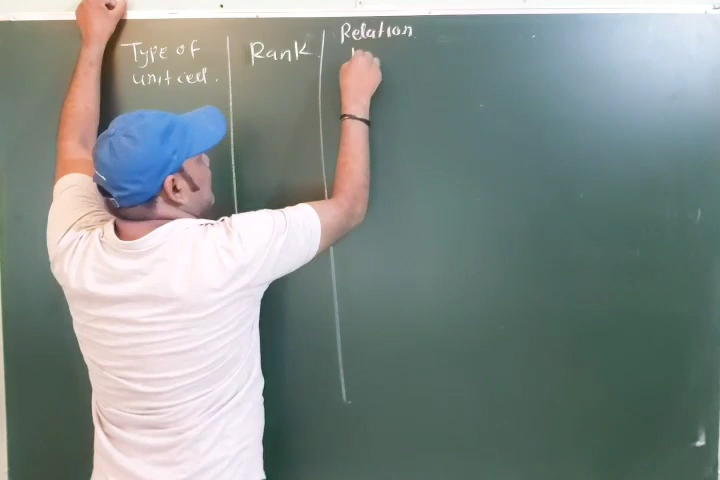 Type of
unit cell.
Rank
Relation